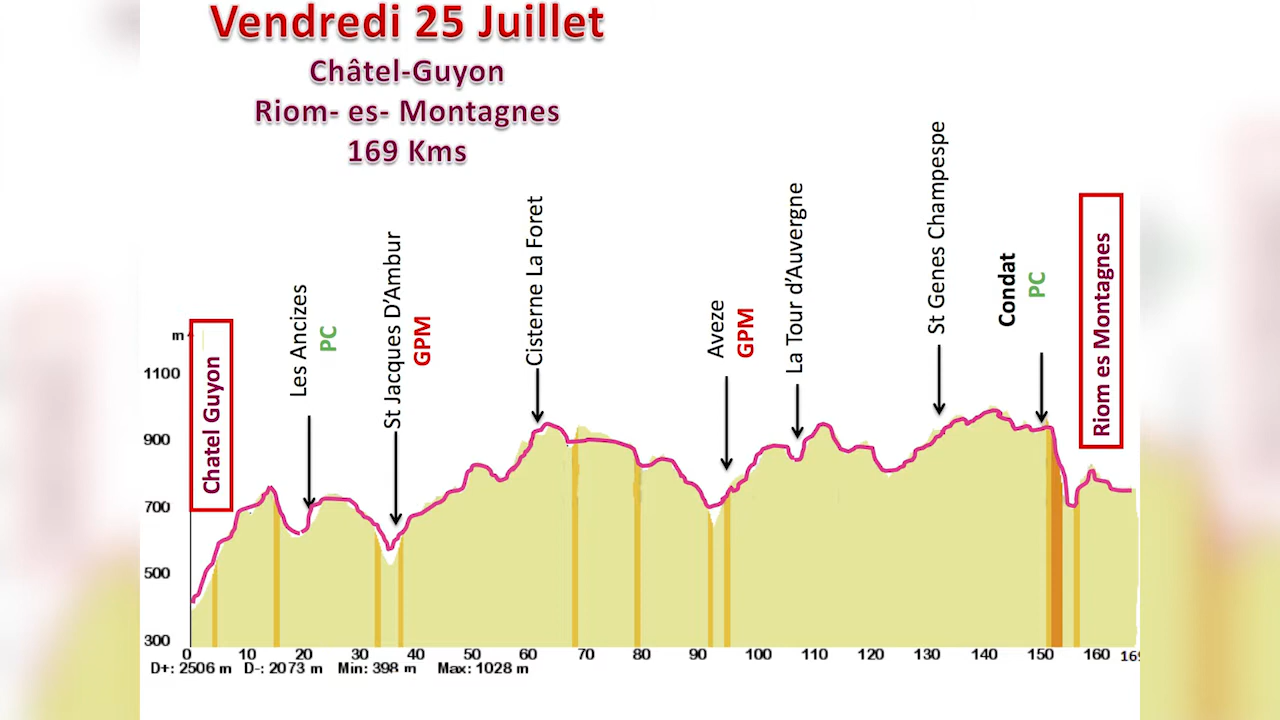 Vendredi 25 Juillet
Châtel-Guyon
Riom- es- Montagnes
169 Kms
Chatel Guyon
Les Ancizes
PC
St Jacques D'Ambur
GPM
Cisterne La Foret
Aveze
GPM
La Tour d'Auvergne
St Genes Champespe
Condat
PC
Riom es Montagnes
m
1100
900
700
500
300
0 10 20 30 40 50 60 70 80 90 100 110 120 130 140 150 160 169
D+: 2506 m D-: 2073 m Min: 398 m Max: 1028 m